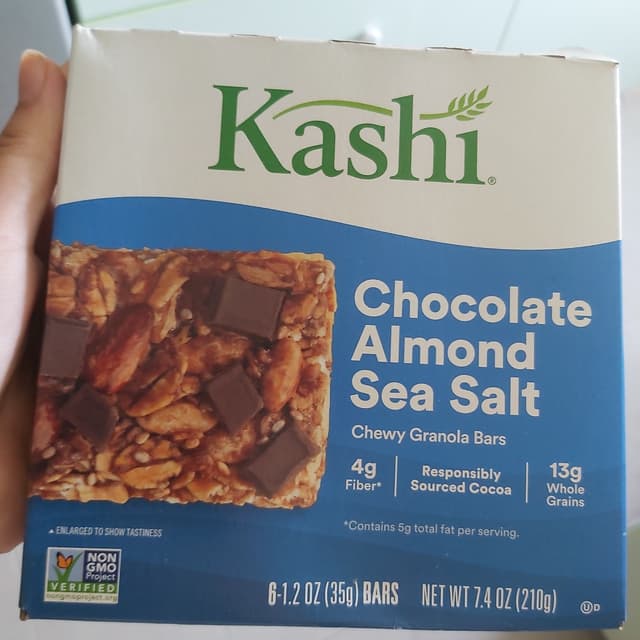 Kashi®
Chocolate
Almond
Sea Salt
Chewy Granola Bars
4g
Fiber*
Responsibly
Sourced Cocoa
13g
Whole
Grains
*Contains 5g total fat per serving.
ENLARGED TO SHOW TASTINESS
NON
GMO
Project
VERIFIED
nongmoproject.org
6-1.2 OZ (35g) BARS NET WT 7.4 OZ (210g)
U D